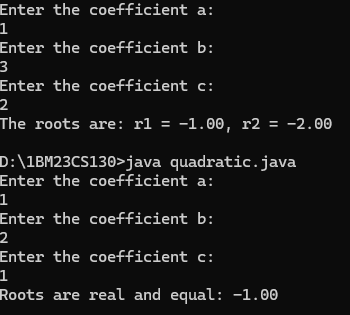 Enter the coefficient a:
1
Enter the coefficient b:
3
Enter the coefficient c:
2
The roots are: r1 = -1.00, r2 = -2.00
D:\1BM23CS130>java quadratic.java
Enter the coefficient a:
1
Enter the coefficient b:
2
Enter the coefficient c:
1
Roots are real and equal: -1.00